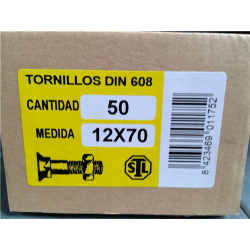 TORNILLOS DIN 608
CANTIDAD 50
MEDIDA 12X70
STL
8 423469 011752